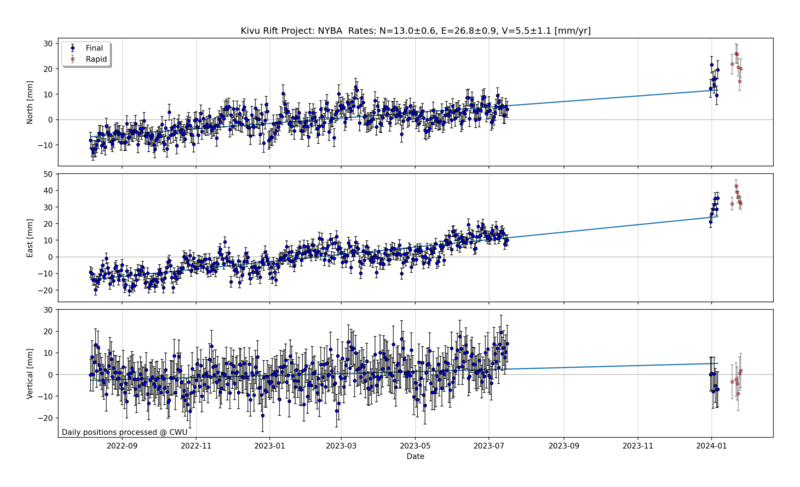 Kivu Rift Project: NYBA Rates: N=13.0±0.6, E=26.8±0.9, V=5.5±1.1 [mm/yr]
Final
Rapid
North [mm]
30
20
10
0
−10
East [mm]
50
40
30
20
10
0
−10
−20
Vertical [mm]
30
20
10
0
−10
−20
Daily positions processed @ CWU
2022-09 2022-11 2023-01 2023-03 2023-05 2023-07 2023-09 2023-11 2024-01
Date